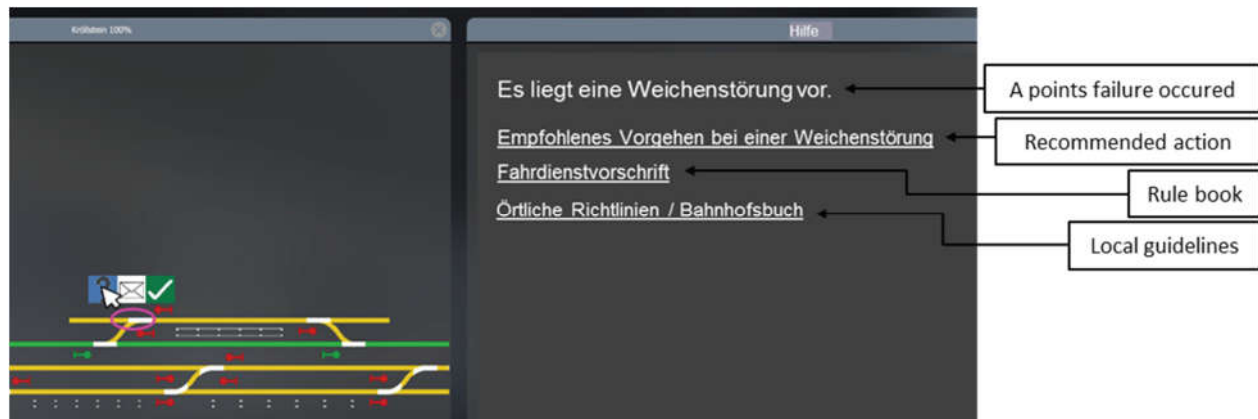 Kröllstein 100%
Hilfe
Es liegt eine Weichenstörung vor.
A points failure occured
Empfohlenes Vorgehen bei einer Weichenstörung
Recommended action
Fahrdienstvorschrift
Rule book
Örtliche Richtlinien / Bahnhofsbuch
Local guidelines